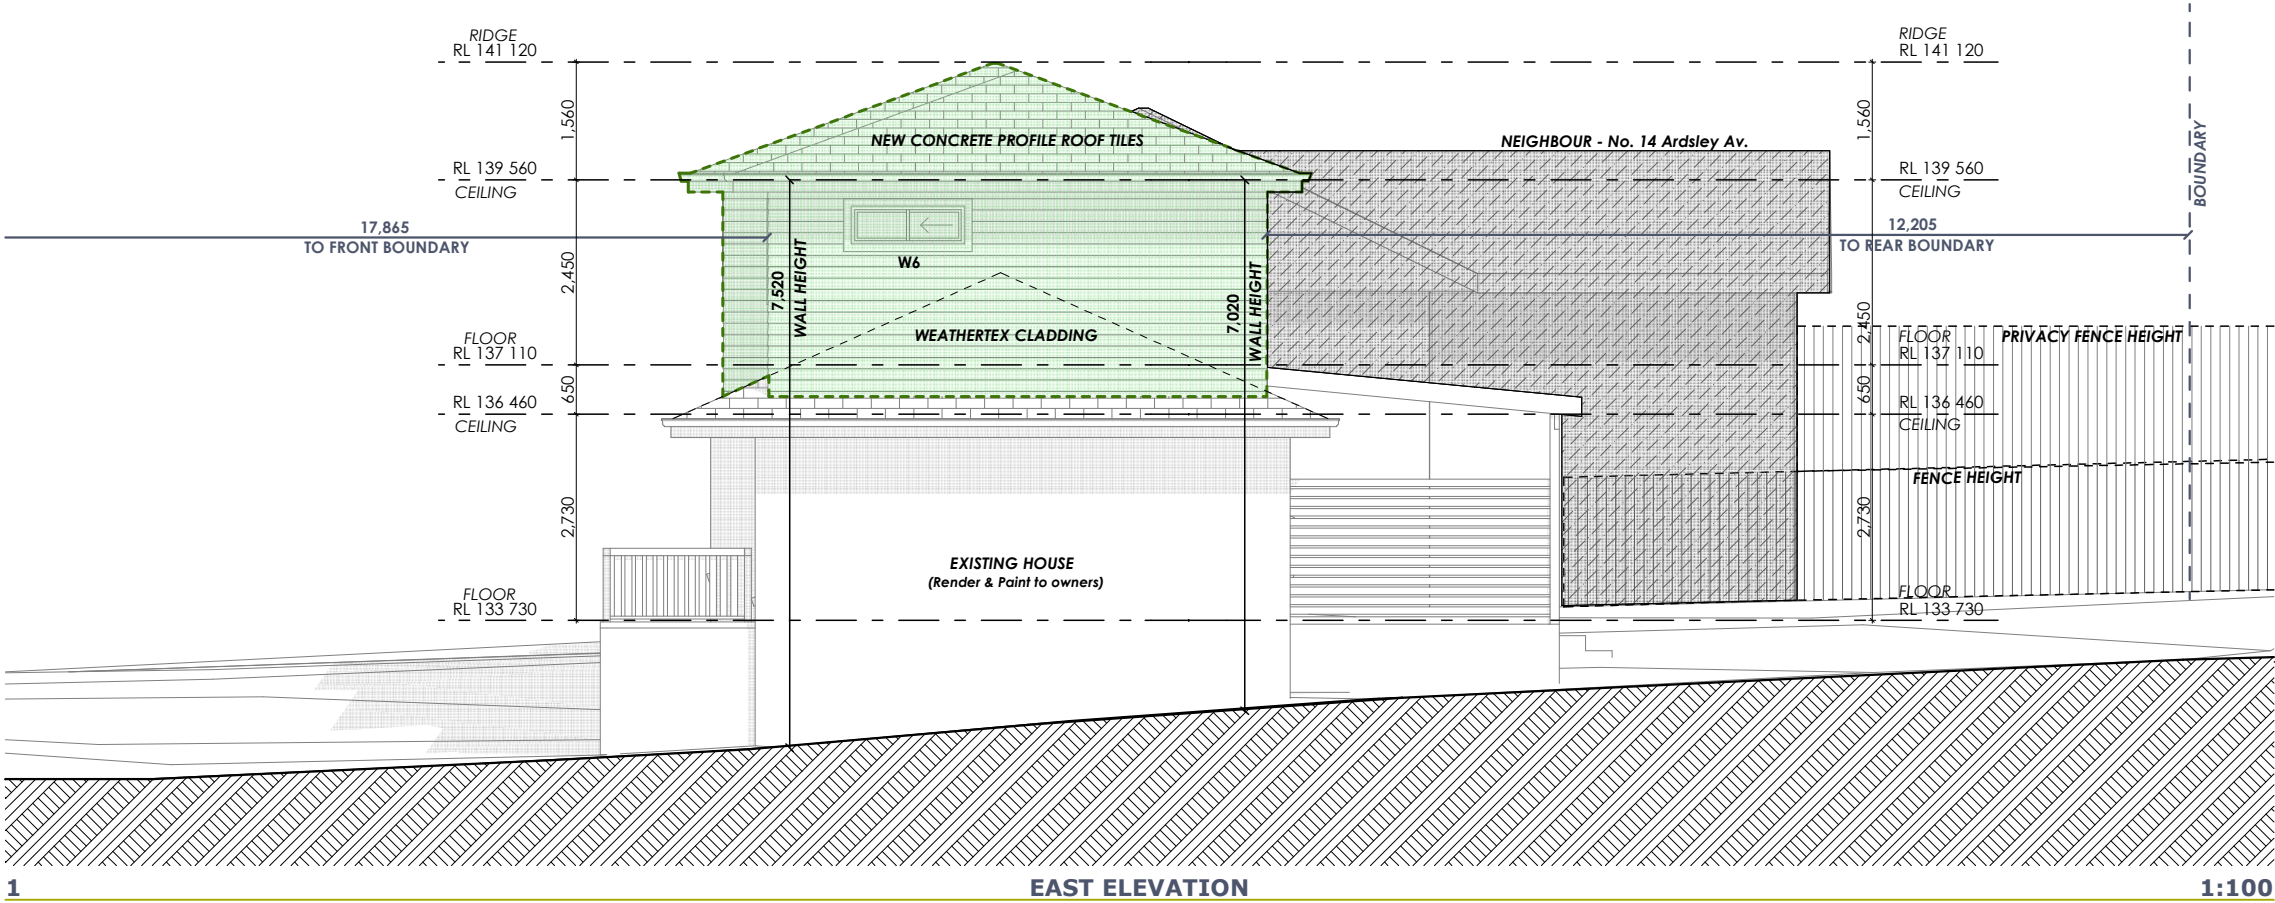 RIDGE
RL 141 120
1,560
RL 139 560
CEILING
17,865
TO FRONT BOUNDARY
2,450
FLOOR
RL 137 110
650
RL 136 460
CEILING
2,730
FLOOR
RL 133 730
NEW CONCRETE PROFILE ROOF TILES
W6
7,520
WALL HEIGHT
WEATHERTEX CLADDING
7,020
WALL HEIGHT
EXISTING HOUSE
(Render & Paint to owners)
NEIGHBOUR - No. 14 Ardsley Av.
RIDGE
RL 141 120
1,560
RL 139 560
CEILING
12,205
TO REAR BOUNDARY
BOUNDARY
2,450
FLOOR
RL 137 110
PRIVACY FENCE HEIGHT
650
RL 136 460
CEILING
FENCE HEIGHT
2,730
FLOOR
RL 133 730
1
EAST ELEVATION
1:100